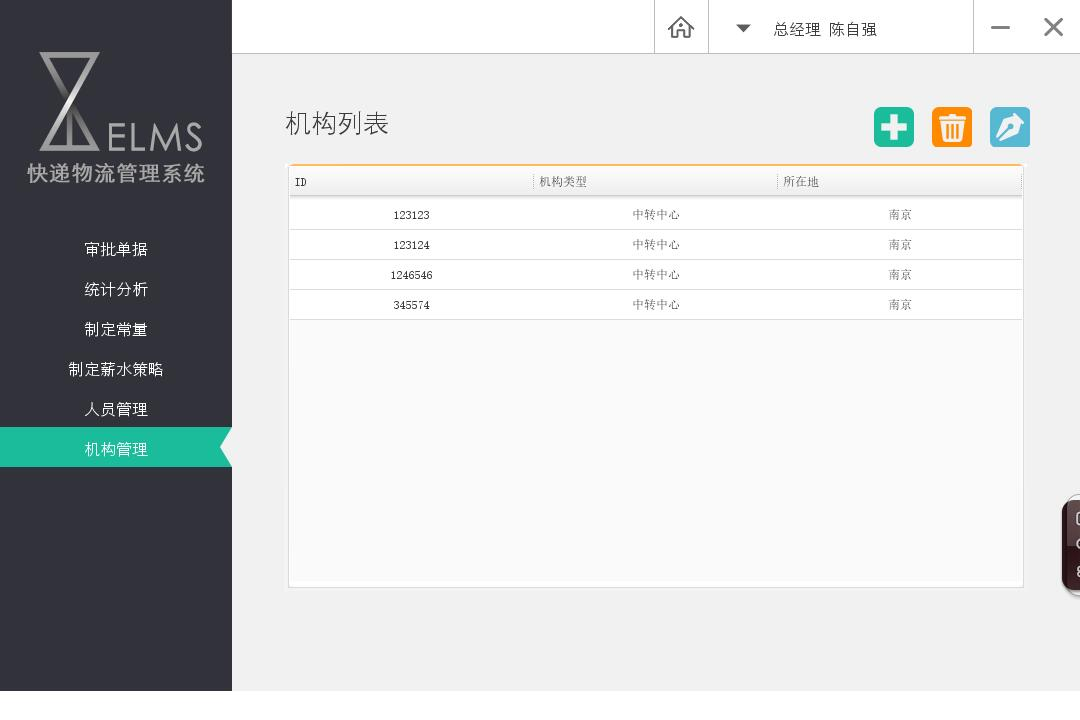 总经理 陈自强
ELMS
快递物流管理系统
审批单据
统计分析
制定常量
制定薪水策略
人员管理
机构管理
机构列表
ID 机构类型 所在地
123123 中转中心 南京
123124 中转中心 南京
1246546 中转中心 南京
345574 中转中心 南京